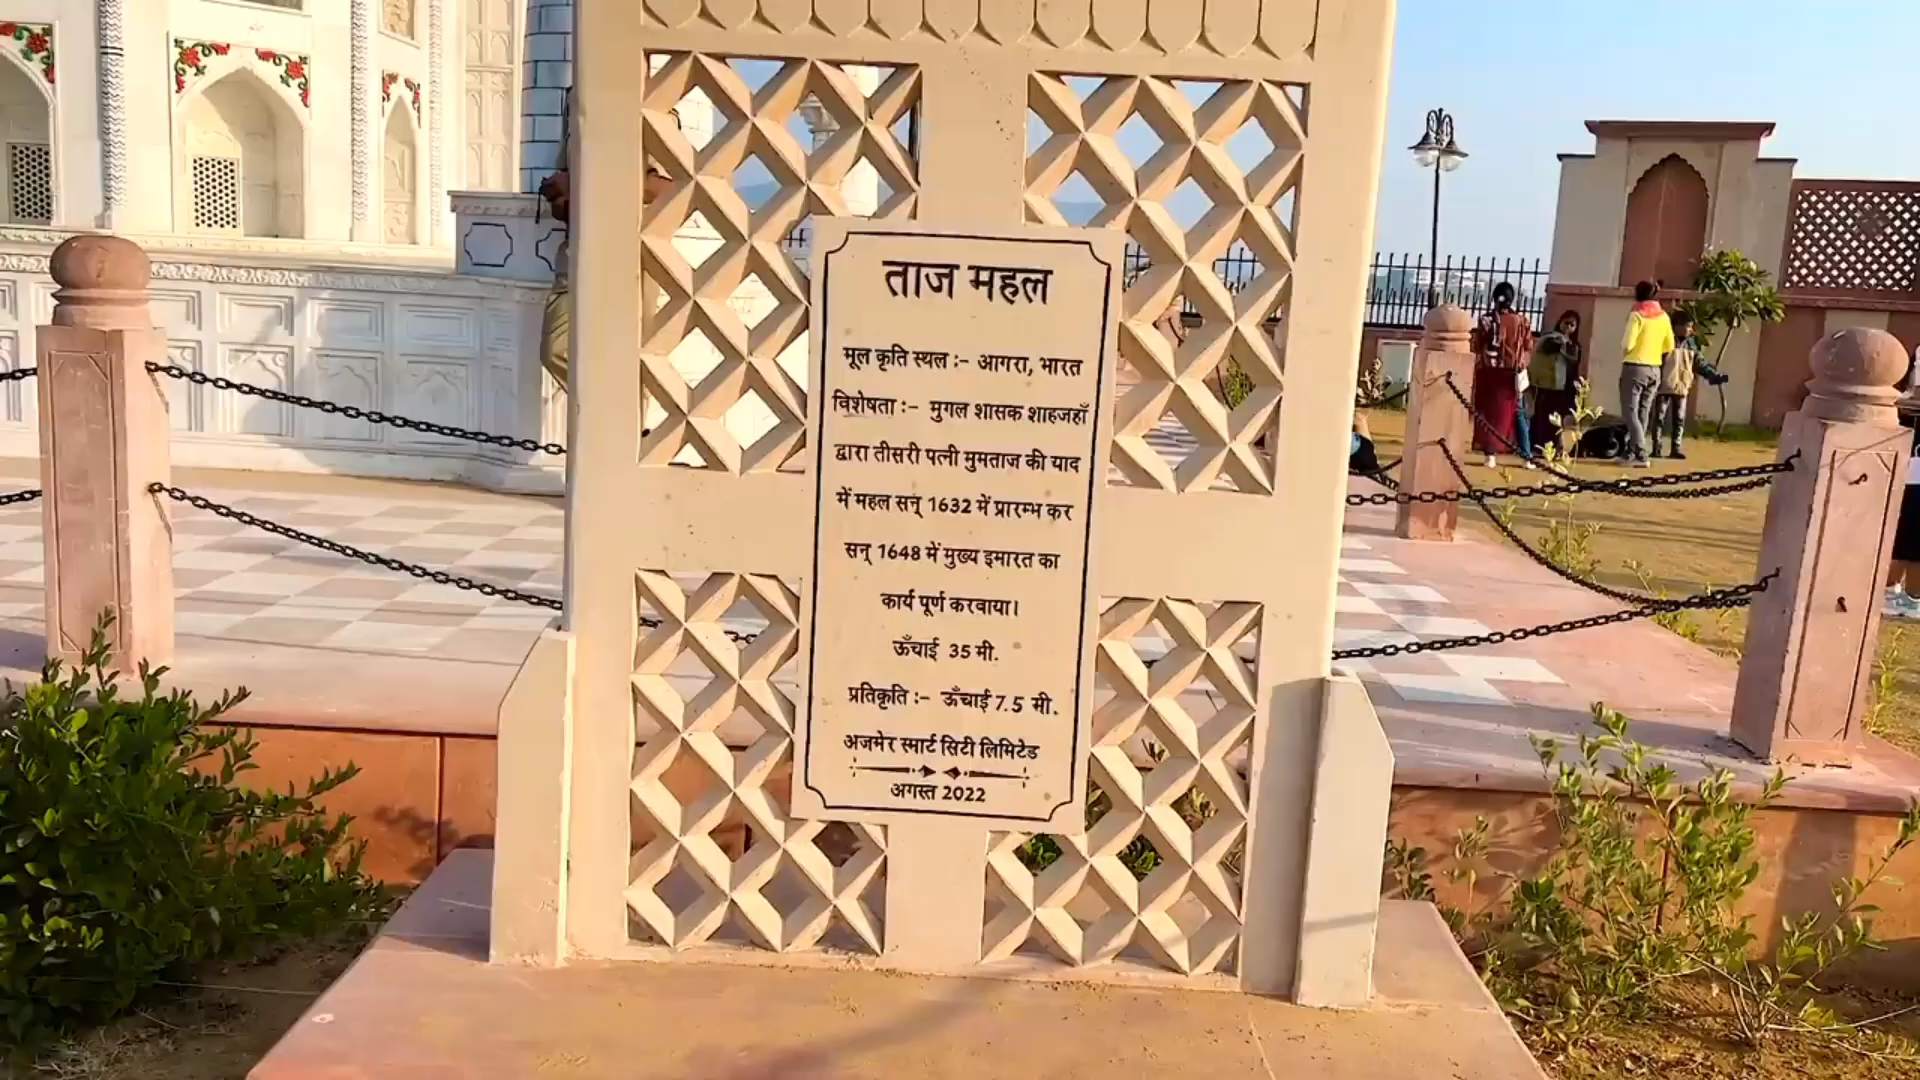 ताज महल
मूल कृति स्थल :- आगरा, भारत
विशेषता :- मुगल शासक शाहजहाँ
द्वारा तीसरी पत्नी मुमताज की याद
में महल सन् 1632 में प्रारम्भ कर
सन् 1648 में मुख्य इमारत का
कार्य पूर्ण करवाया।
ऊँचाई 35 मी.
प्रतिकृति :- ऊँचाई 7.5 मी.
अजमेर स्मार्ट सिटी लिमिटेड
अगस्त 2022